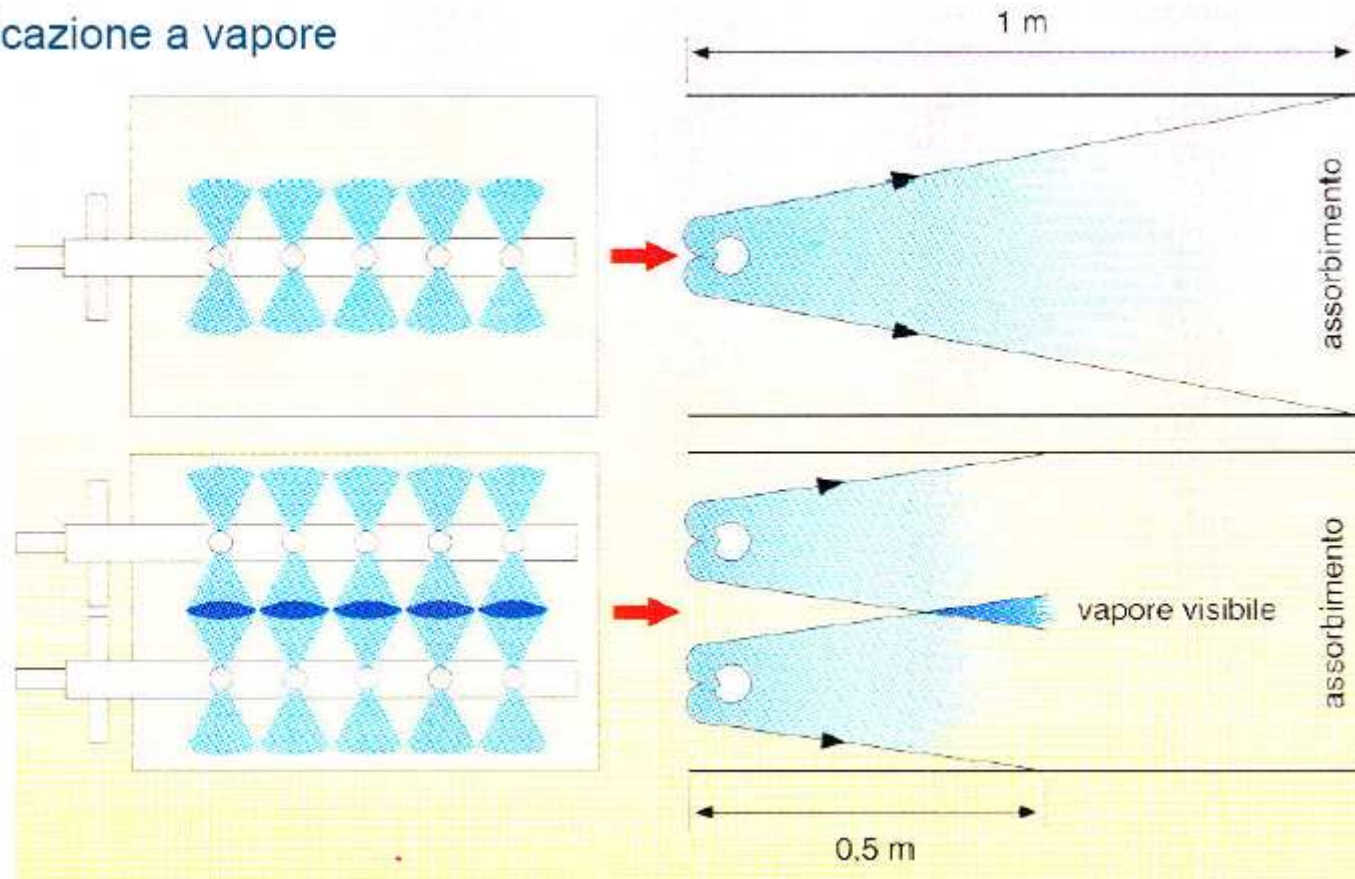 cazione a vapore
1 m
assorbimento
vapore visibile
assorbimento
0,5 m